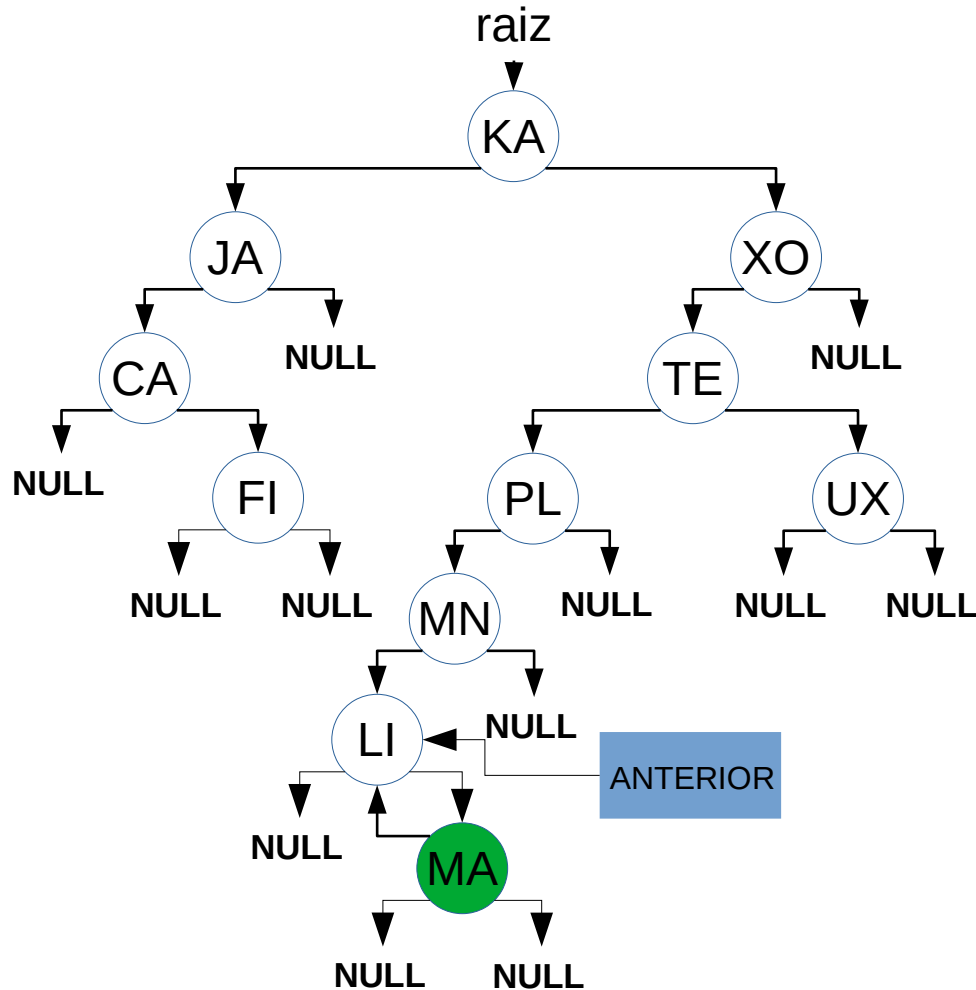 raiz
KA
JA
XO
CA
NULL
TE
NULL
NULL
FI
PL
UX
NULL
NULL
MN
NULL
NULL
NULL
LI
NULL
ANTERIOR
NULL
MA
NULL
NULL